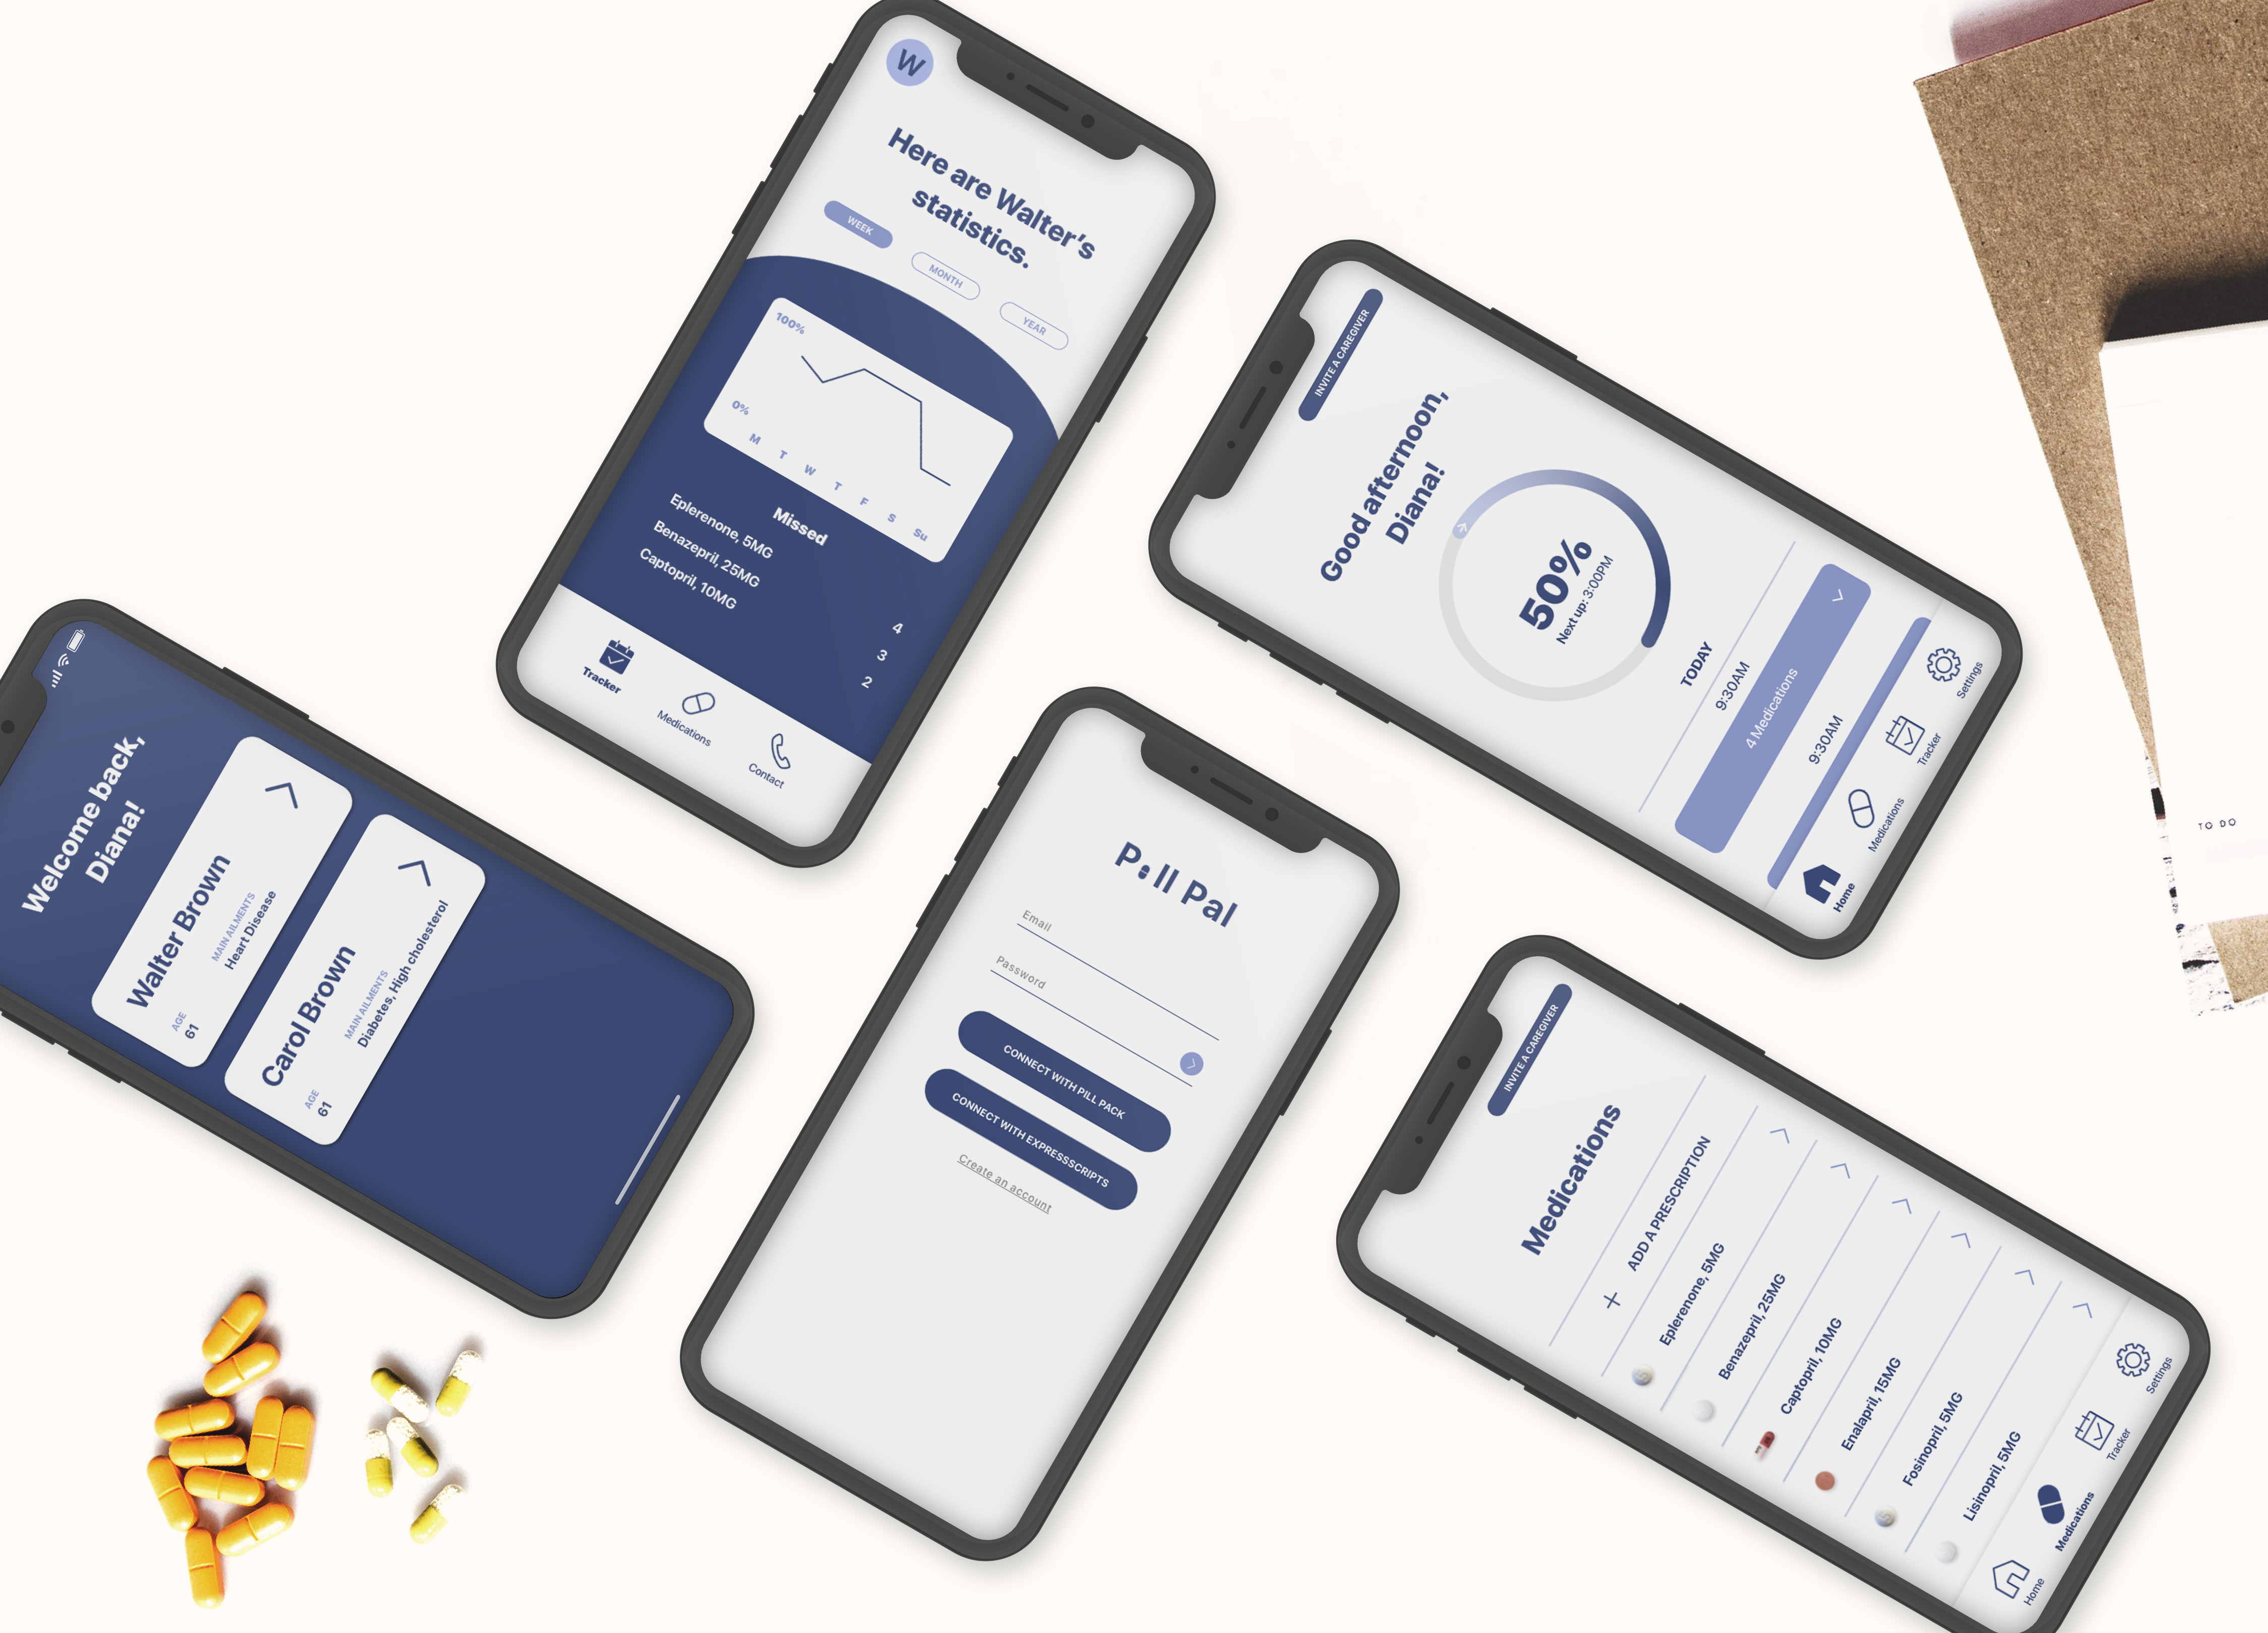 W
Here are Walter's
statistics.
WEEK
MONTH
YEAR
100%
0%
M T W T F S Su
Missed
Eplerenone, 5MG 4
Benazepril, 25MG 3
Captopril, 10MG 2
Tracker
Medications
Contact
INVITE A CAREGIVER
Good afternoon,
Diana!
50%
Next up: 3:00PM
TODAY
9:30AM
4 Medications
9:30AM
Home
Medications
Tracker
Settings
Welcome back,
Diana!
Walter Brown
AGE MAIN AILMENTS
61 Heart Disease
Carol Brown
AGE MAIN AILMENTS
61 Diabetes, High cholesterol
Pill Pal
Email
Password
CONNECT WITH PILL PACK
CONNECT WITH EXPRESSSCRIPTS
Create an account
INVITE A CAREGIVER
Medications
+ ADD A PRESCRIPTION
Eplerenone, 5MG
Benazepril, 25MG
Captopril, 10MG
Enalapril, 15MG
Fosinopril, 5MG
Lisinopril, 5MG
Home
Medications
Tracker
Settings
TO DO